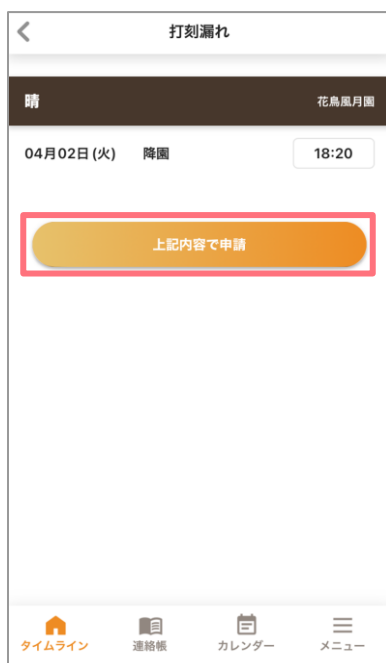 打刻漏れ
晴 花鳥風月園
04月02日(火) 降園 18:20
上記内容で申請
タイムライン 連絡帳 カレンダー メニュー